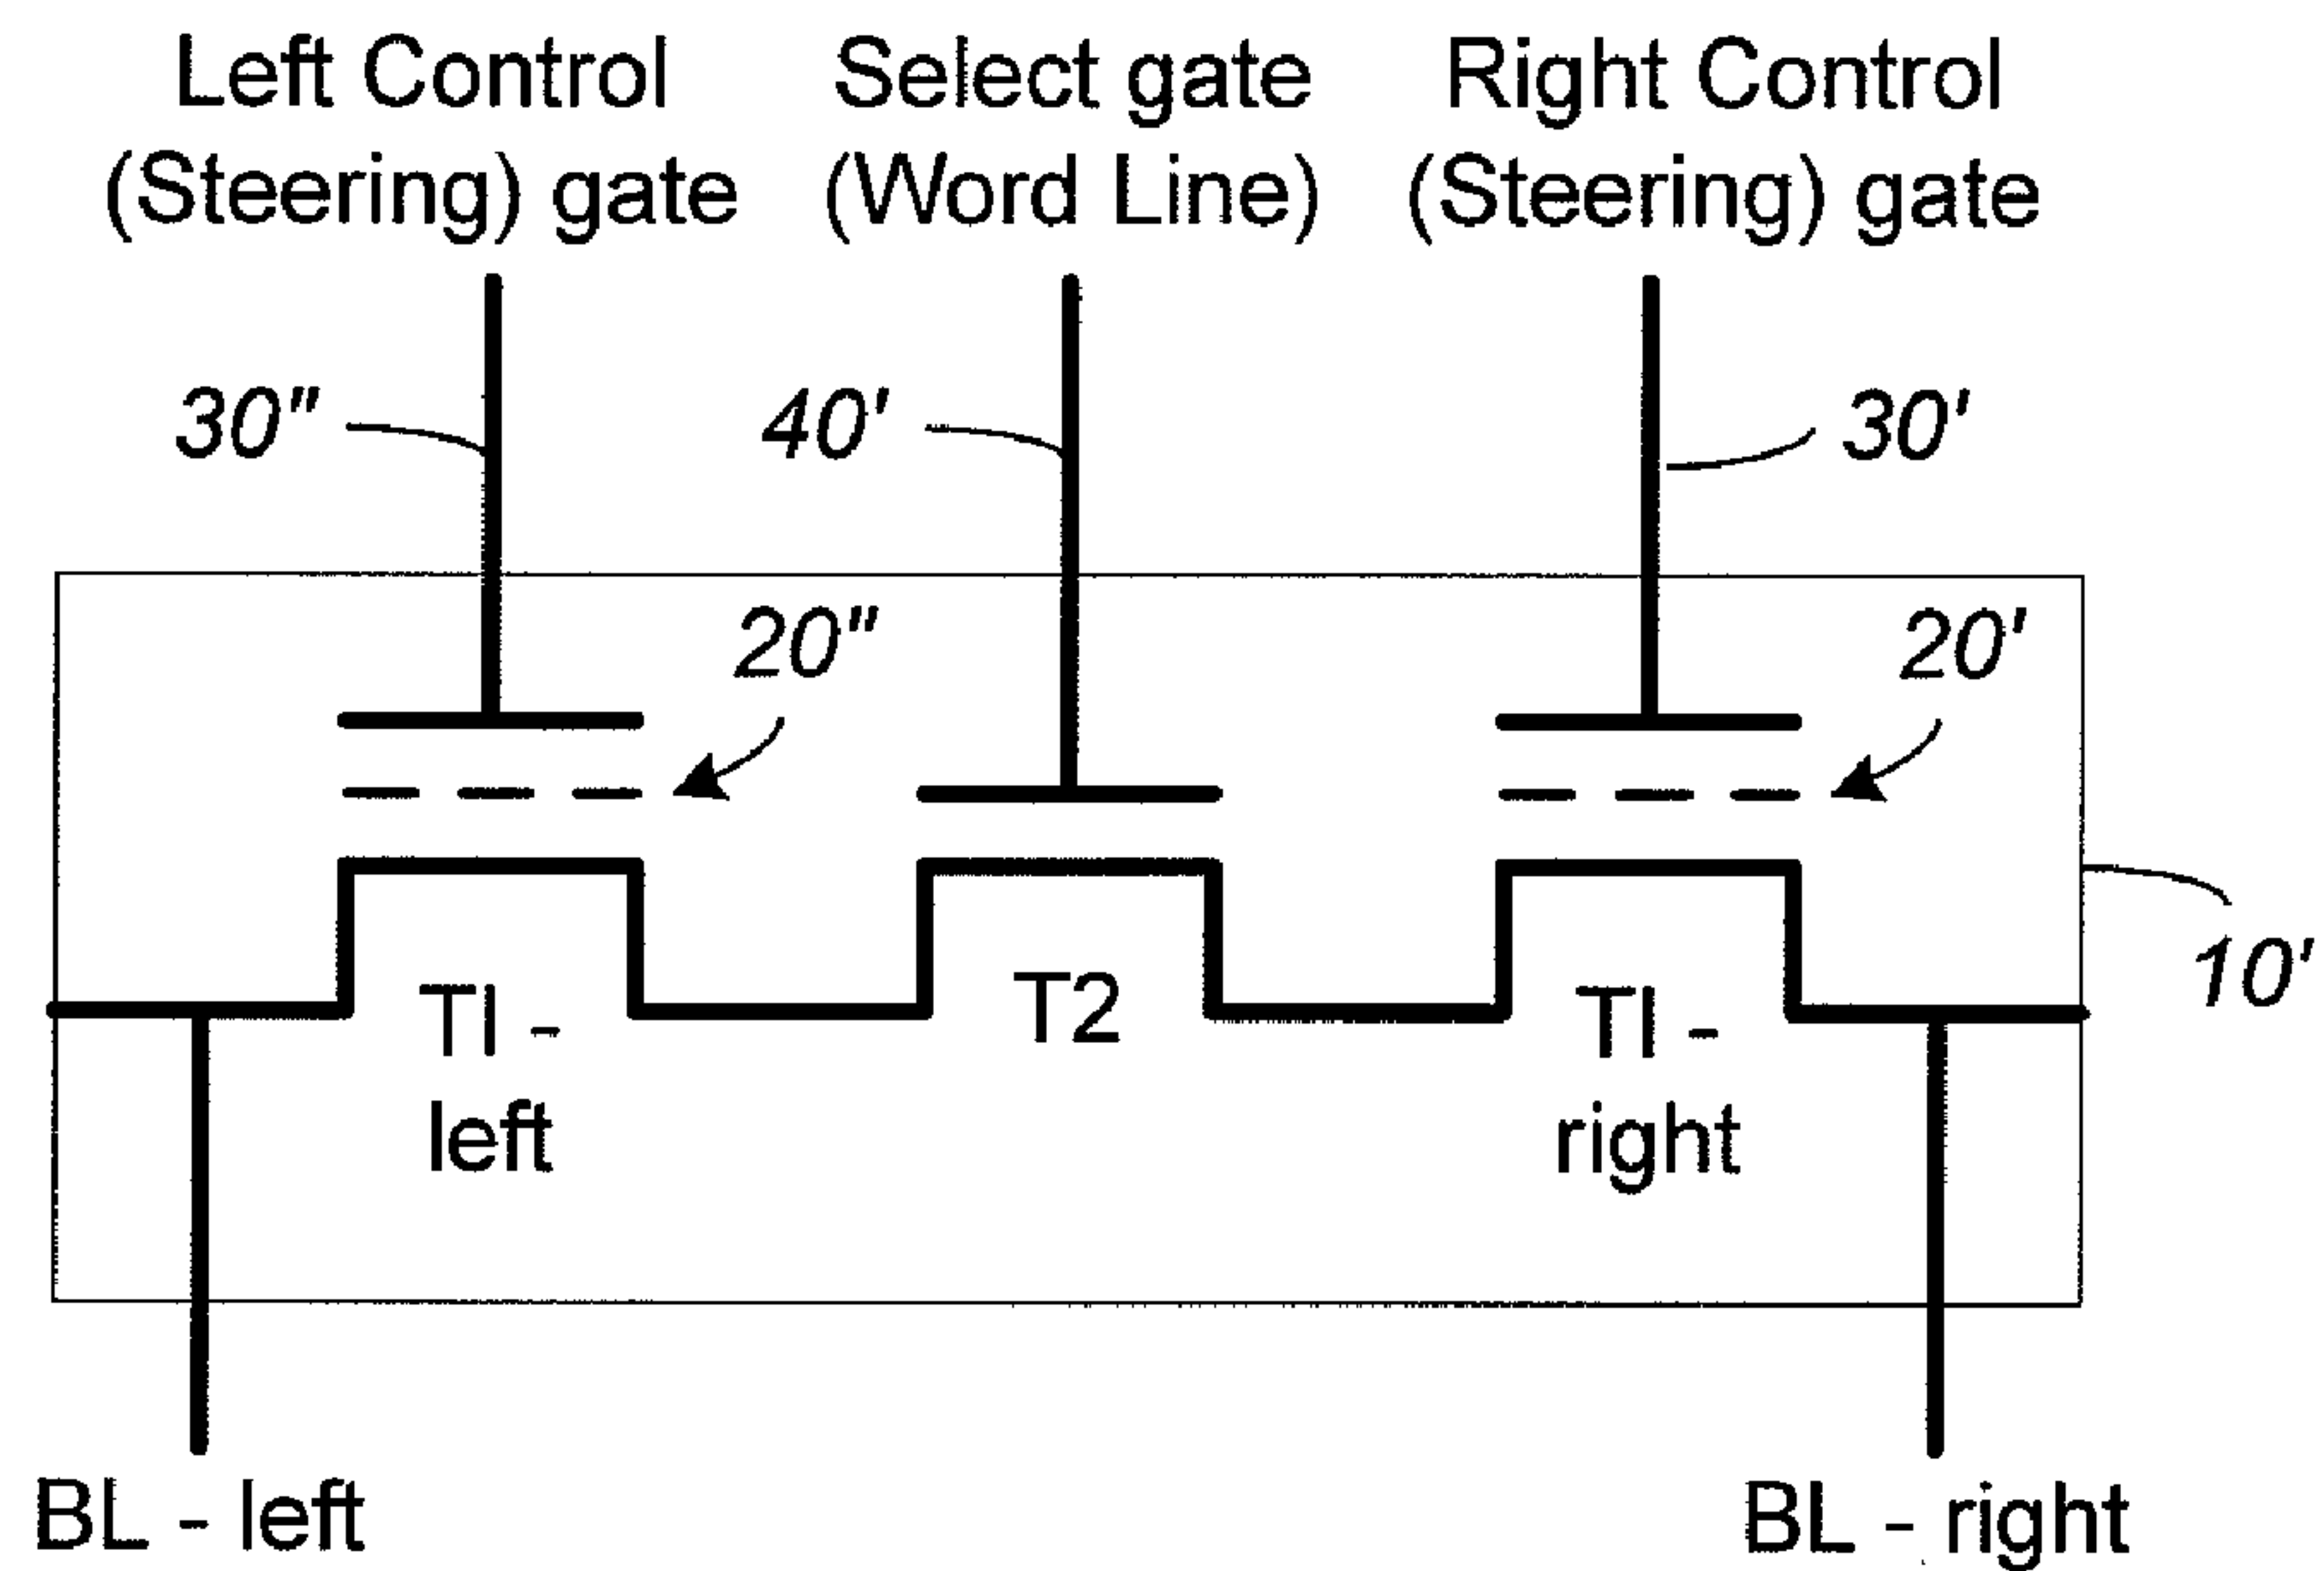 Left Control
(Steering) gate
Select gate
(Word Line)
Right Control
(Steering) gate
30"
40'
30'
20"
20'
10'
TI -
left
T2
TI -
right
BL - left
BL - right